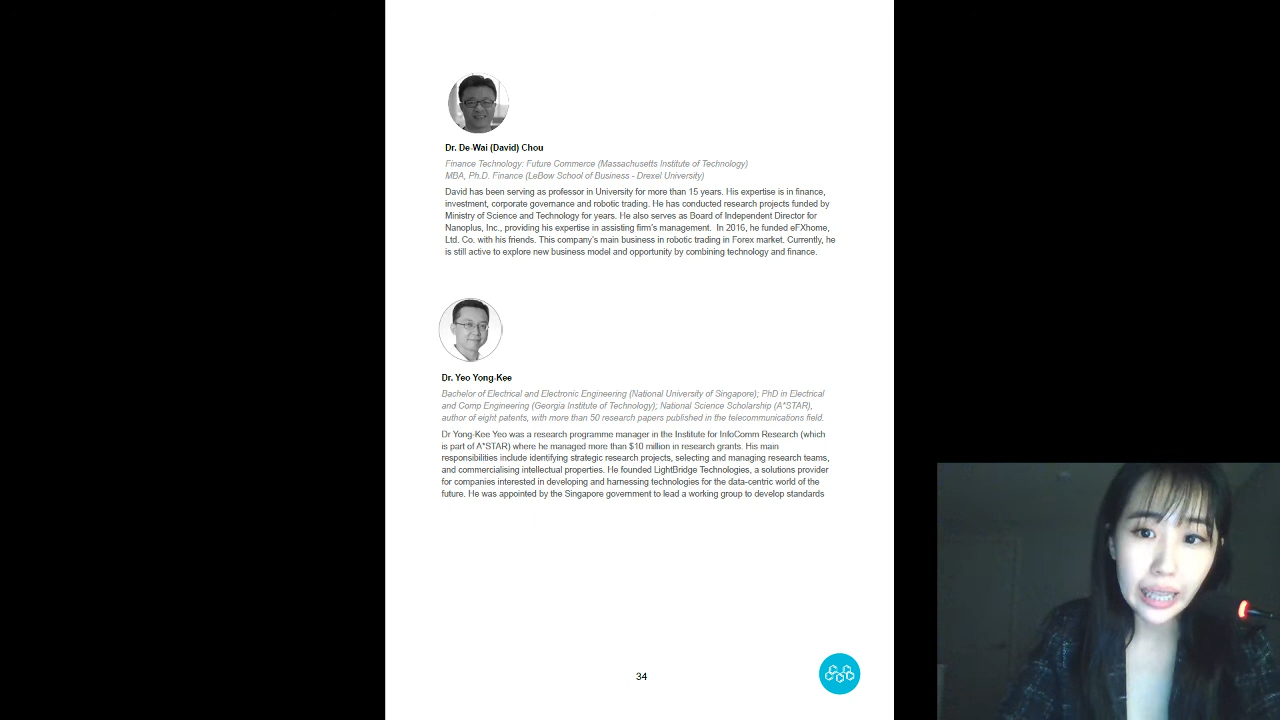 Dr. De-Wai (David) Chou
Finance Technology: Future Commerce (Massachusetts Institute of Technology)
MBA, Ph.D. Finance (LeBow School of Business - Drexel University)
David has been serving as professor in University for more than 15 years. His expertise is in finance,
investment, corporate governance and robotic trading. He has conducted research projects funded by
Ministry of Science and Technology for years. He also serves as Board of Independent Director for
Nanoplus, Inc., providing his expertise in assisting firm's management. In 2016, he funded eFXhome,
Ltd. Co. with his friends. This company's main business in robotic trading in Forex market. Currently, he
is still active to explore new business model and opportunity by combining technology and finance.
Dr. Yeo Yong-Kee
Bachelor of Electrical and Electronic Engineering (National University of Singapore); PhD in Electrical
and Comp Engineering (Georgia Institute of Technology); National Science Scholarship (A*STAR),
author of eight patents, with more than 50 research papers published in the telecommunications field.
Dr Yong-Kee Yeo was a research programme manager in the Institute for InfoComm Research (which
is part of A*STAR) where he managed more than $10 million in research grants. His main
responsibilities include identifying strategic research projects, selecting and managing research teams,
and commercialising intellectual properties. He founded LightBridge Technologies, a solutions provider
for companies interested in developing and harnessing technologies for the data-centric world of the
future. He was appointed by the Singapore government to lead a working group to develop standards
34